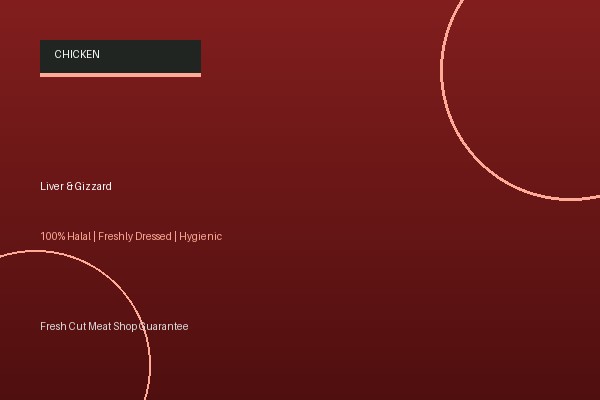 CHICKEN
Liver & Gizzard
100% Halal | Freshly Dressed | Hygienic
Fresh Cut Meat Shop Guarantee